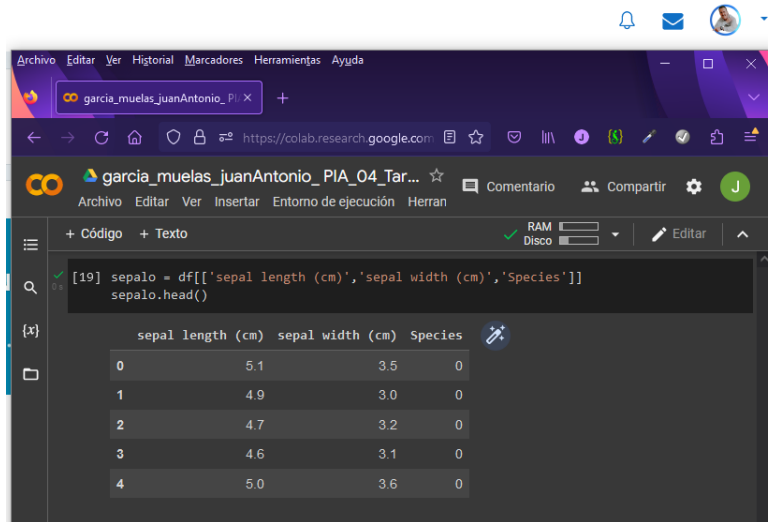 Archivo Editar Ver Historial Marcadores Herramientas Ayuda
garcia_muelas_juanAntonio_ PI
https://colab.research.google.com
garcia_muelas_juanAntonio_ PIA_04_Tar...
Comentario Compartir J
Archivo Editar Ver Insertar Entorno de ejecución Herran
+ Código + Texto RAM Disco Editar
[19] sepalo = df[['sepal length (cm)','sepal width (cm)','Species']]
0 s sepalo.head()
{x}
sepal length (cm) sepal width (cm) Species
0 5.1 3.5 0
1 4.9 3.0 0
2 4.7 3.2 0
3 4.6 3.1 0
4 5.0 3.6 0